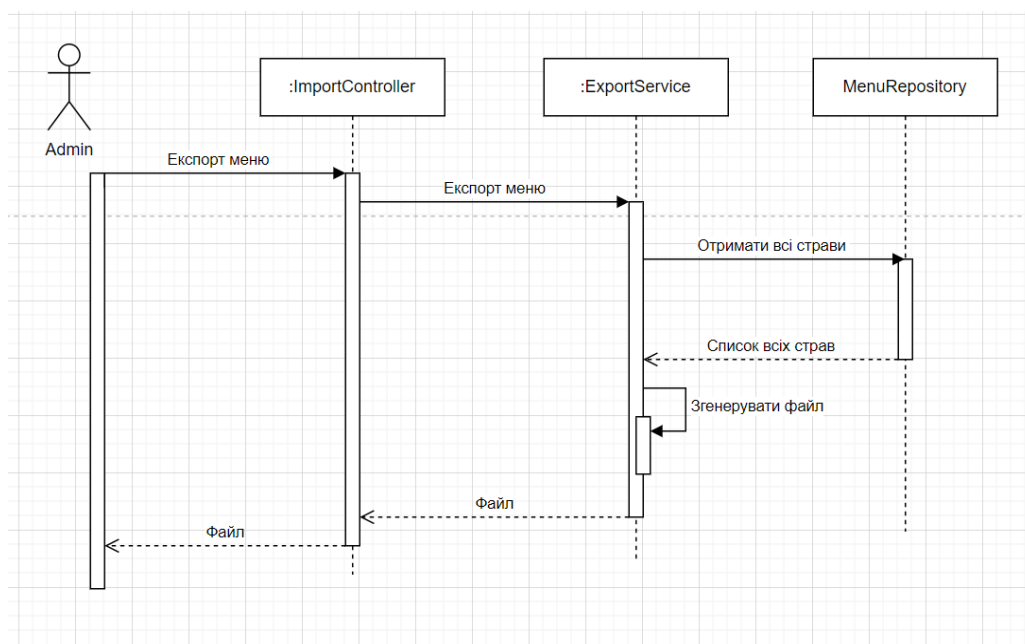 :ImportController
:ExportService
MenuRepository
Admin
Експорт меню
Експорт меню
Отримати всі страви
Список всіх страв
Згенерувати файл
Файл
Файл